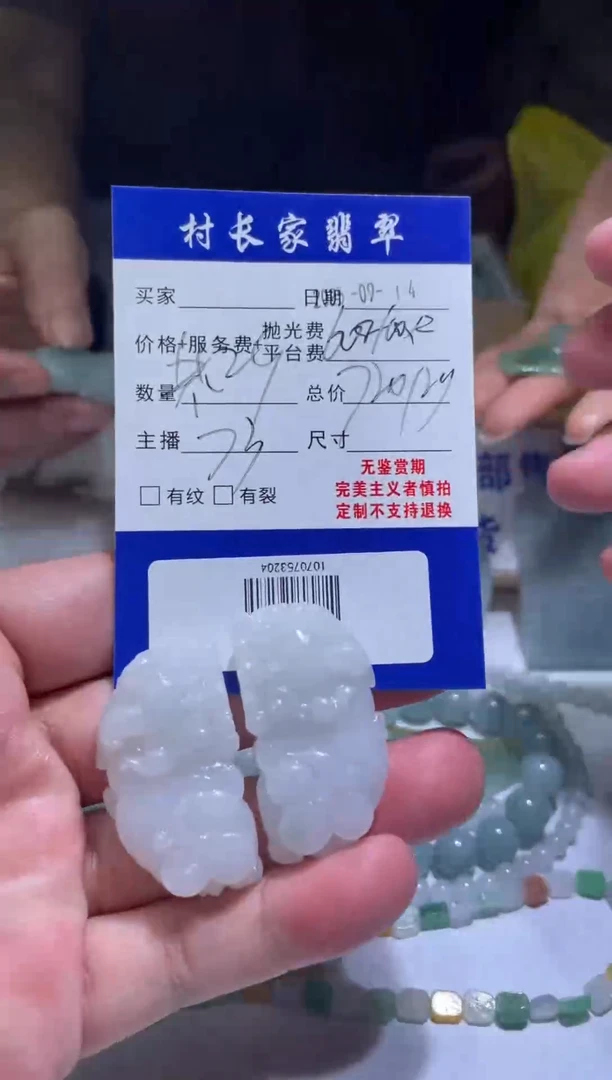 村长家翡翠
买家 日期 -07-14
价格+服务费+抛光费
平台费
数量 总价
主播 尺寸
无鉴赏期
□有纹 □有裂 完美主义者慎拍
定制不支持退换
1070753204